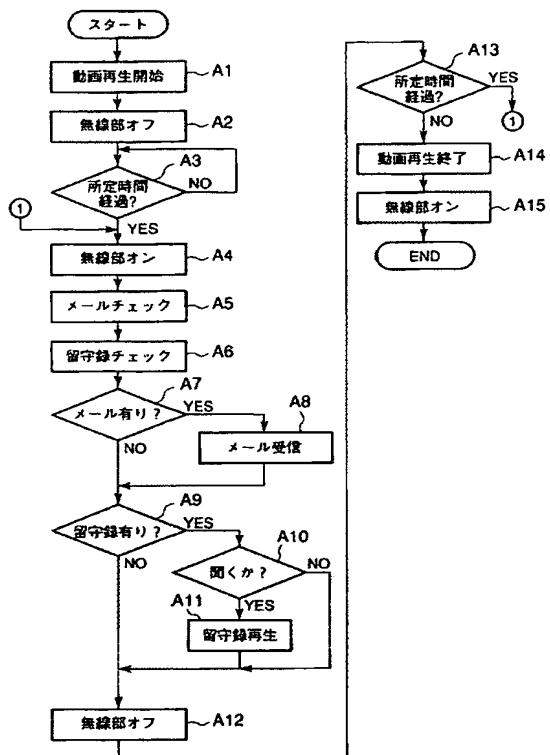 スタート
動画再生開始
A1
無線部オフ
A2
A3
所定時間
経過?
NO
YES
1
無線部オン
A4
メールチェック
A5
留守録チェック
A6
A7
メール有り?
YES
NO
A8
メール受信
A9
留守録有り?
YES
NO
A10
聞くか?
NO
YES
A11
留守録再生
無線部オフ
A12
A13
所定時間
経過?
YES
1
NO
動画再生終了
A14
無線部オン
A15
END